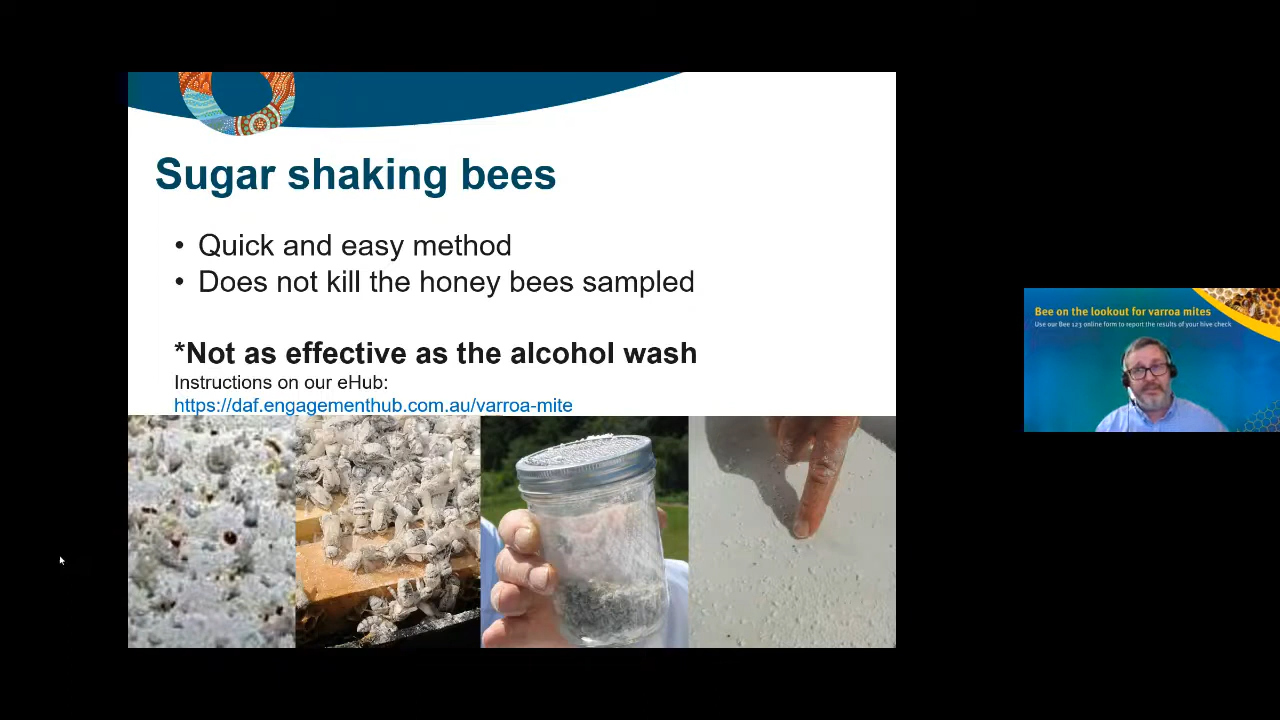 Sugar shaking bees
• Quick and easy method
• Does not kill the honey bees sampled
*Not as effective as the alcohol wash
Instructions on our eHub:
https://daf.engagementhub.com.au/varroa-mite
Bee on the lookout for varroa mites
Use our Bee 123 online form to report the results of your hive check